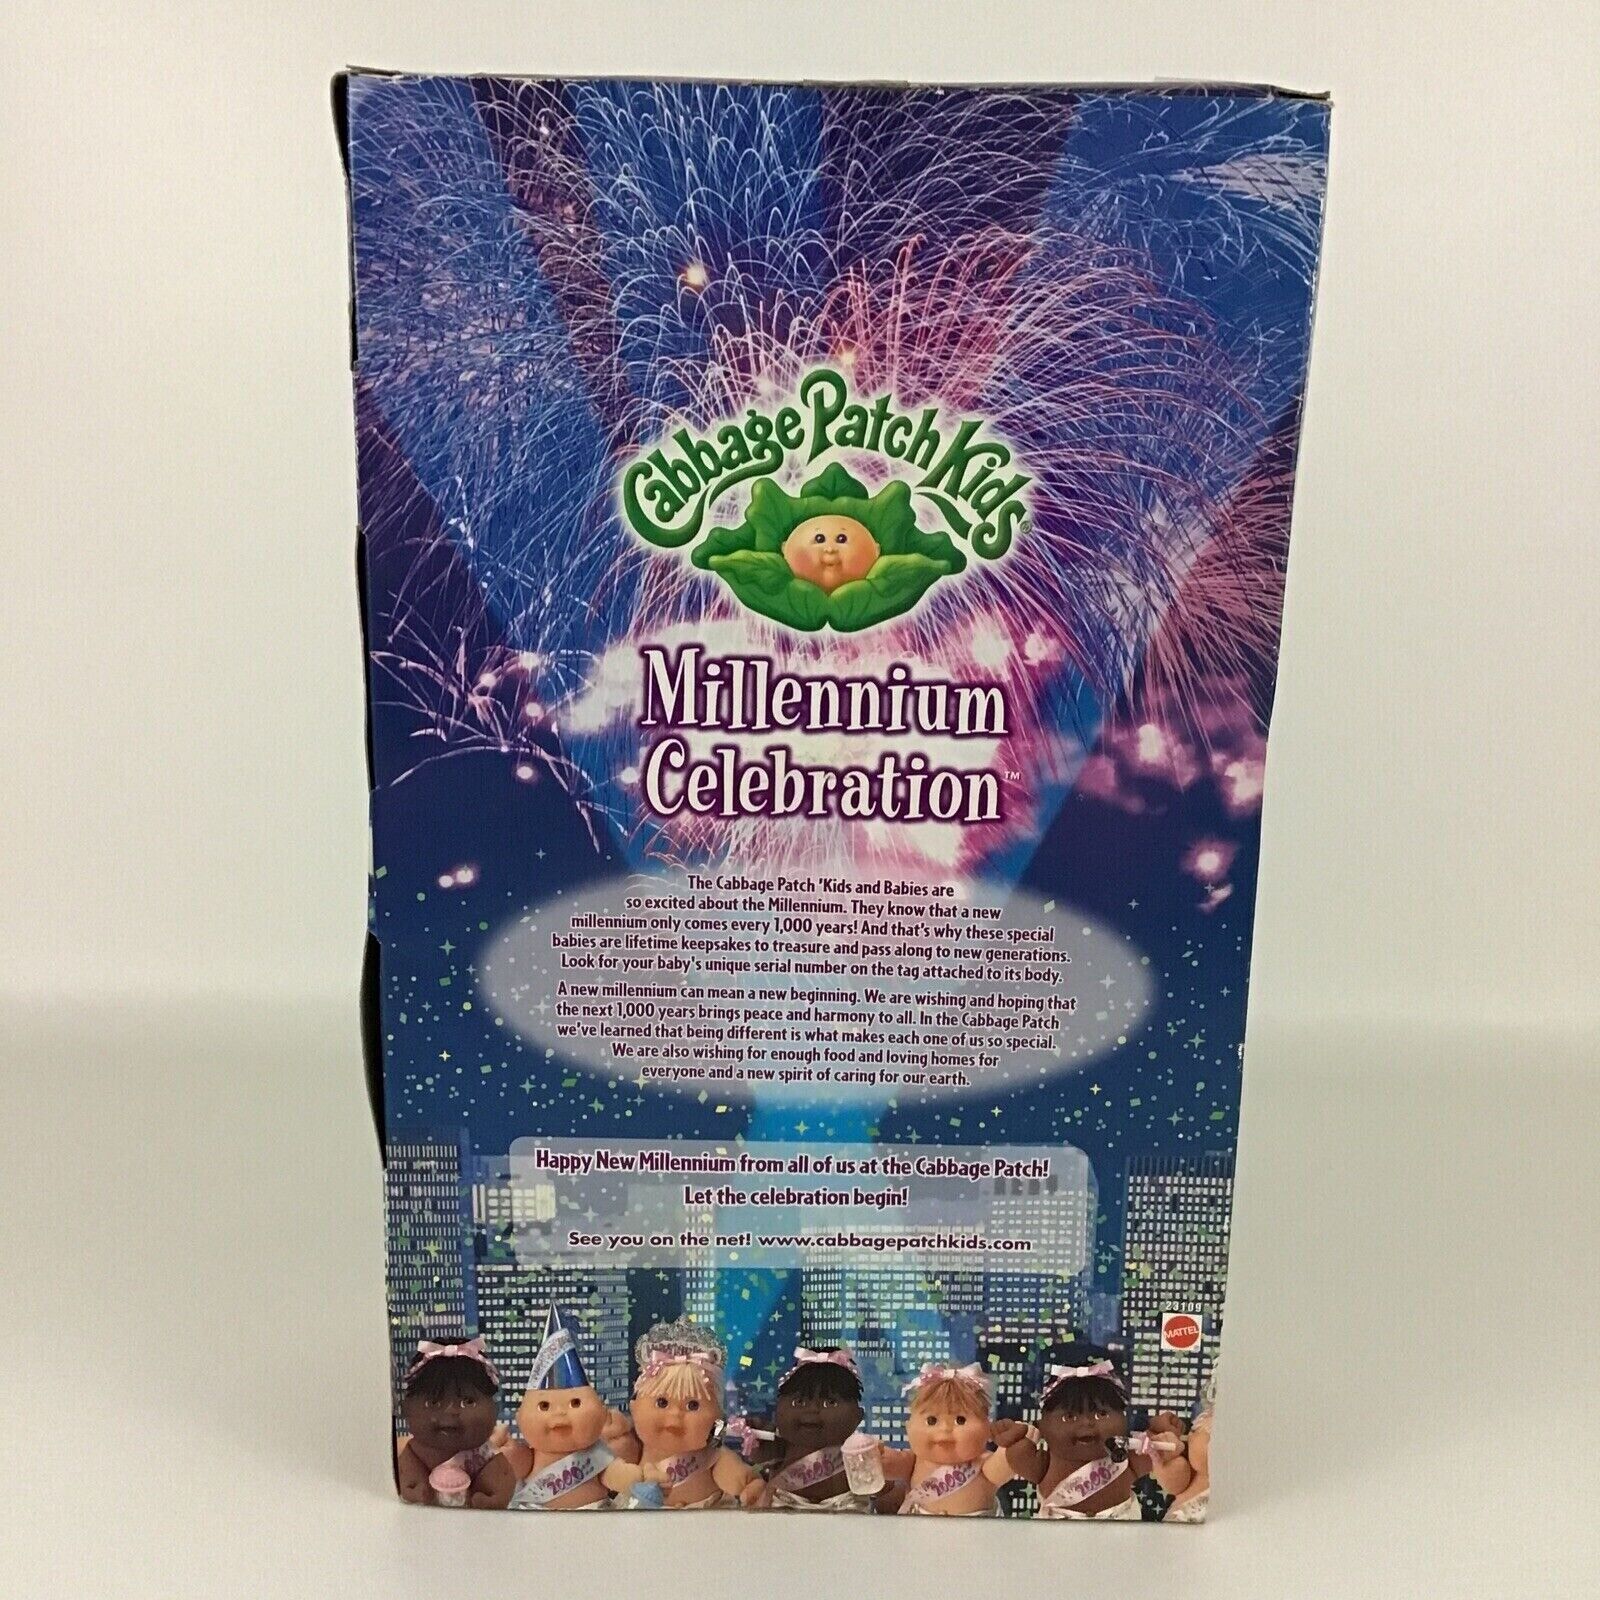 Cabbage Patch Kids®
Millennium
Celebration™
The Cabbage Patch 'Kids and Babies are
so excited about the Millennium. They know that a new
millennium only comes every 1,000 years! And that's why these special
babies are lifetime keepsakes to treasure and pass along to new generations.
Look for your baby's unique serial number on the tag attached to its body.
A new millennium can mean a new beginning. We are wishing and hoping that
the next 1,000 years brings peace and harmony to all. In the Cabbage Patch
we've learned that being different is what makes each one of us so special.
We are also wishing for enough food and loving homes for
everyone and a new spirit of caring for our earth.
Happy New Millennium from all of us at the Cabbage Patch!
Let the celebration begin!
See you on the net! www.cabbagepatchkids.com
23109
MATTEL
2000
2000
2000
2000